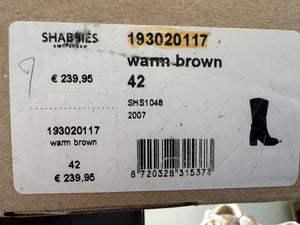 SHABBIES
AMSTERDAM
€ 239,95
193020117
warm brown
42
SHS1048
2007
193020117
warm brown
42
€ 239,95
8 720328 315373